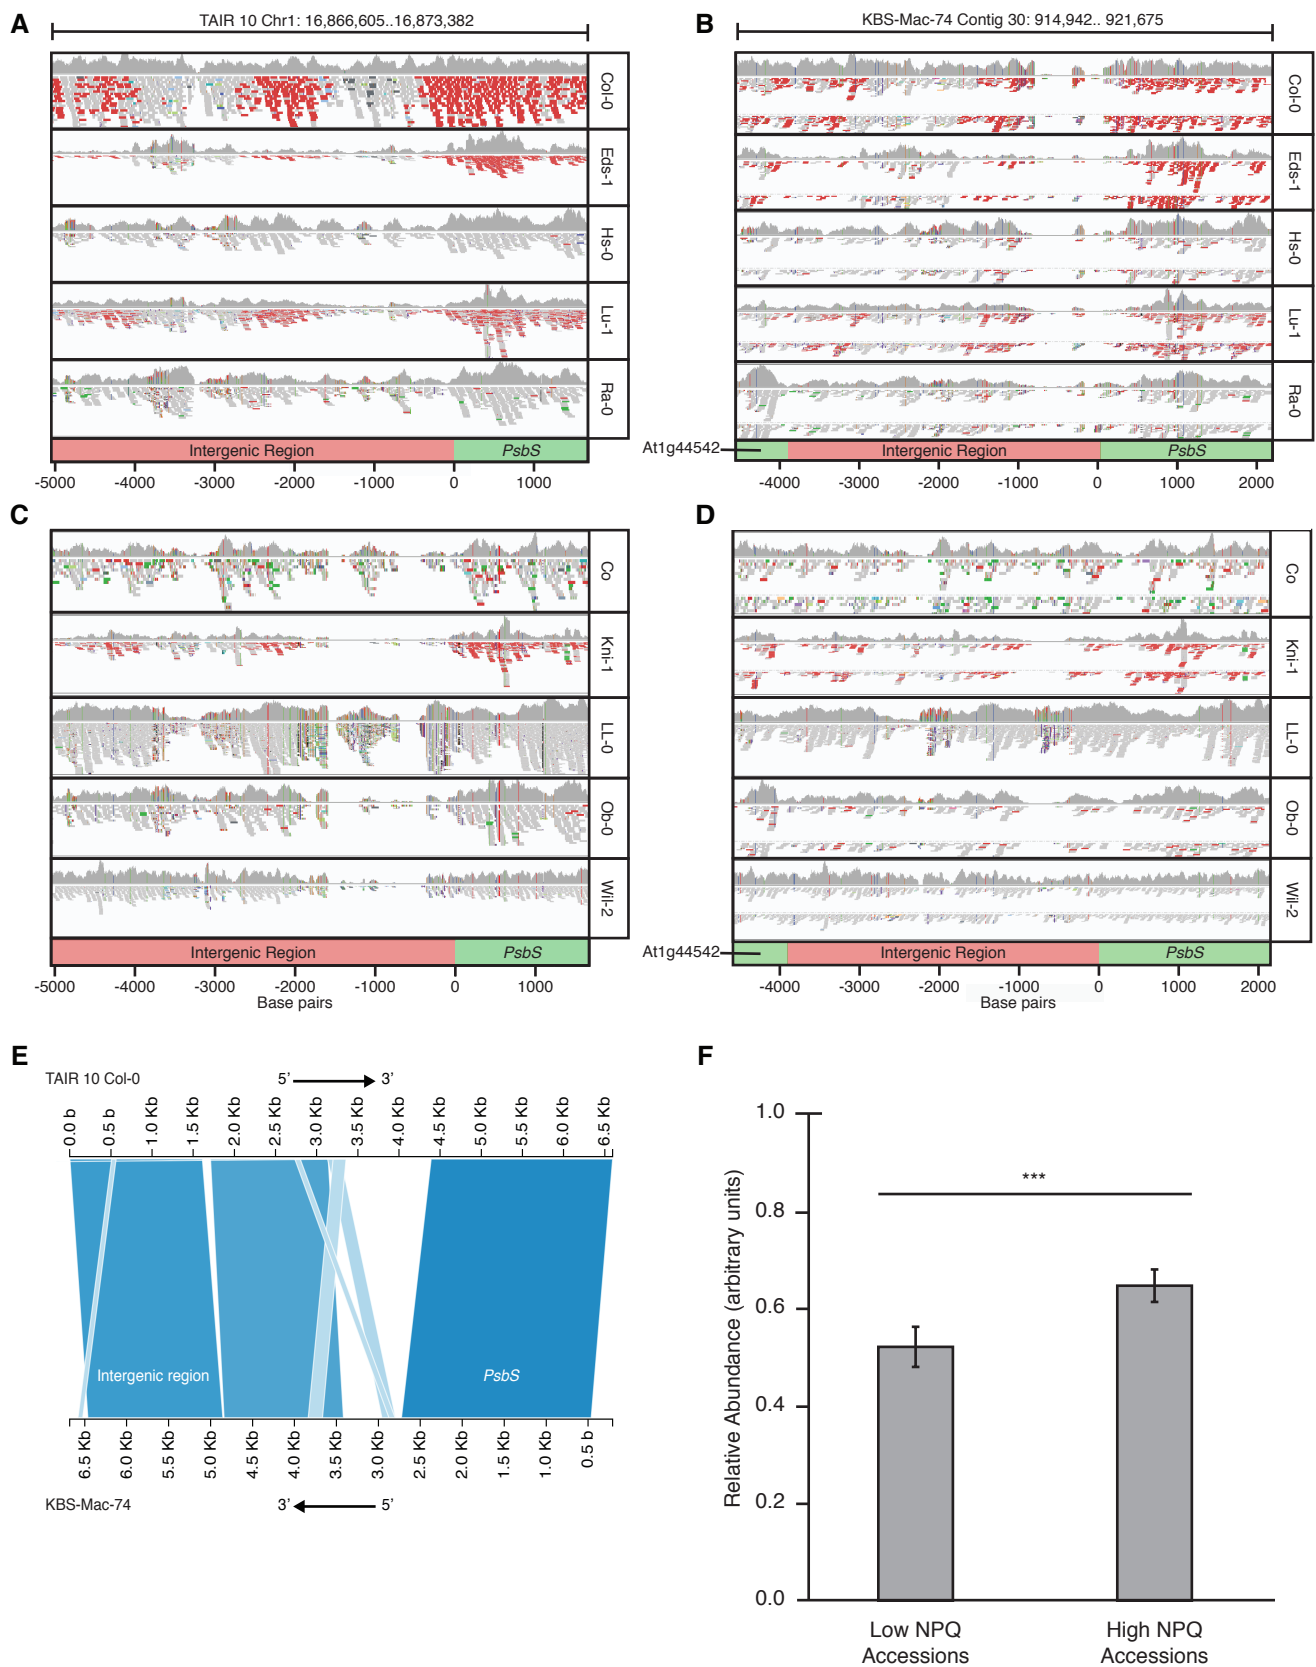 A
TAIR 10 Chr1: 16,866,605..16,873,382
Col-0
Eds-1
Hs-0
Lu-1
Ra-0
Intergenic Region
PsbS
-5000 -4000 -3000 -2000 -1000 0 1000
B
KBS-Mac-74 Contig 30: 914,942.. 921,675
Col-0
Eds-1
Hs-0
Lu-1
Ra-0
At1g44542
Intergenic Region
PsbS
-4000 -3000 -2000 -1000 0 1000 2000
C
Co
Kni-1
LL-0
Ob-0
Wil-2
Intergenic Region
PsbS
-5000 -4000 -3000 -2000 -1000 0 1000
Base pairs
D
Co
Kni-1
LL-0
Ob-0
Wil-2
At1g44542
Intergenic Region
PsbS
-4000 -3000 -2000 -1000 0 1000 2000
Base pairs
E
TAIR 10 Col-0
5' 3'
0.0 b 0.5 b 1.0 Kb 1.5 Kb 2.0 Kb 2.5 Kb 3.0 Kb 3.5 Kb 4.0 Kb 4.5 Kb 5.0 Kb 5.5 Kb 6.0 Kb 6.5 Kb
Intergenic region
PsbS
6.5 Kb 6.0 Kb 5.5 Kb 5.0 Kb 4.5 Kb 4.0 Kb 3.5 Kb 3.0 Kb 2.5 Kb 2.0 Kb 1.5 Kb 1.0 Kb 0.5 b
KBS-Mac-74
3' 5'
F
Relative Abundance (arbitrary units)
1.0
0.8
0.6
0.4
0.2
0.0
***
Low NPQ
Accessions
High NPQ
Accessions